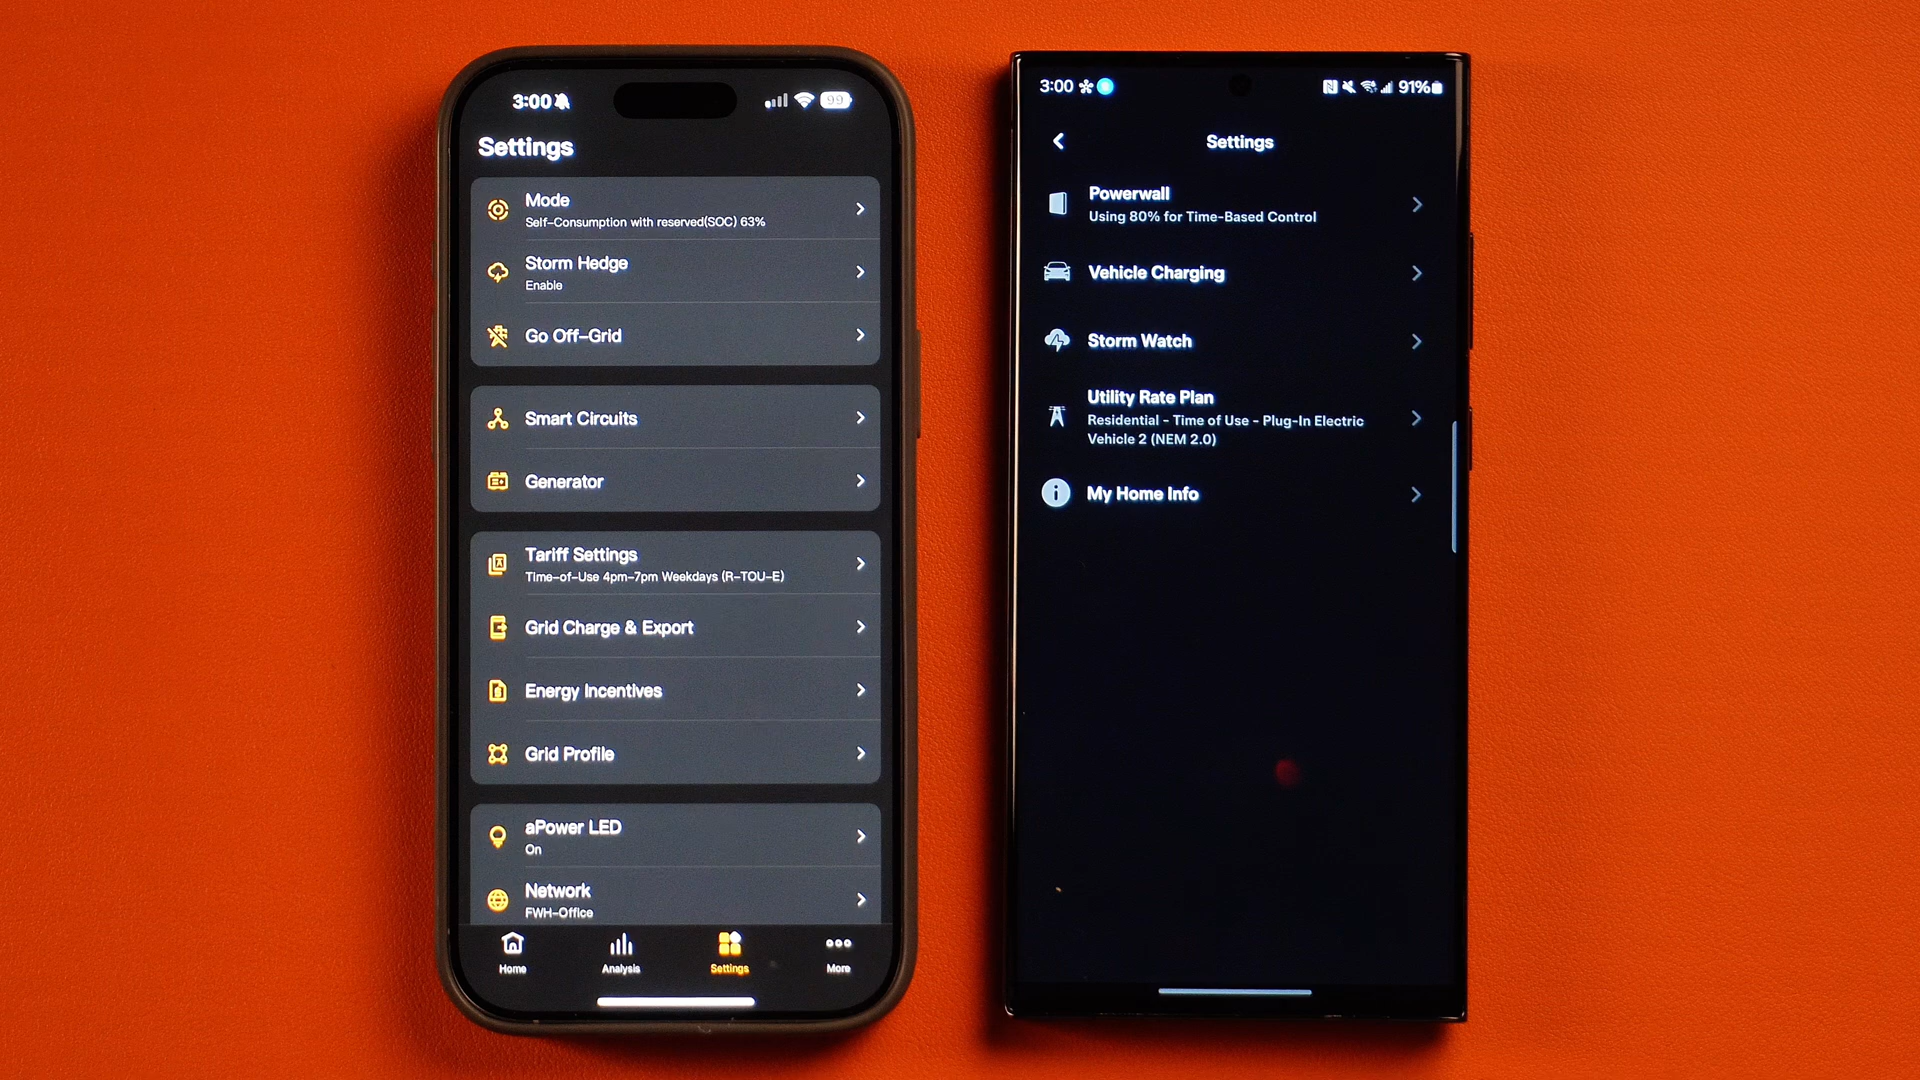 3:00
99
Settings
Mode
Self-Consumption with reserved(SOC) 63%
Storm Hedge
Enable
Go Off-Grid
Smart Circuits
Generator
Tariff Settings
Time-of-Use 4pm-7pm Weekdays (R-TOU-E)
Grid Charge & Export
Energy Incentives
Grid Profile
aPower LED
On
Network
FWH-Office
Home
Analysis
Settings
More
3:00
91%
Settings
Powerwall
Using 80% for Time-Based Control
Vehicle Charging
Storm Watch
Utility Rate Plan
Residential - Time of Use - Plug-In Electric
Vehicle 2 (NEM 2.0)
My Home Info